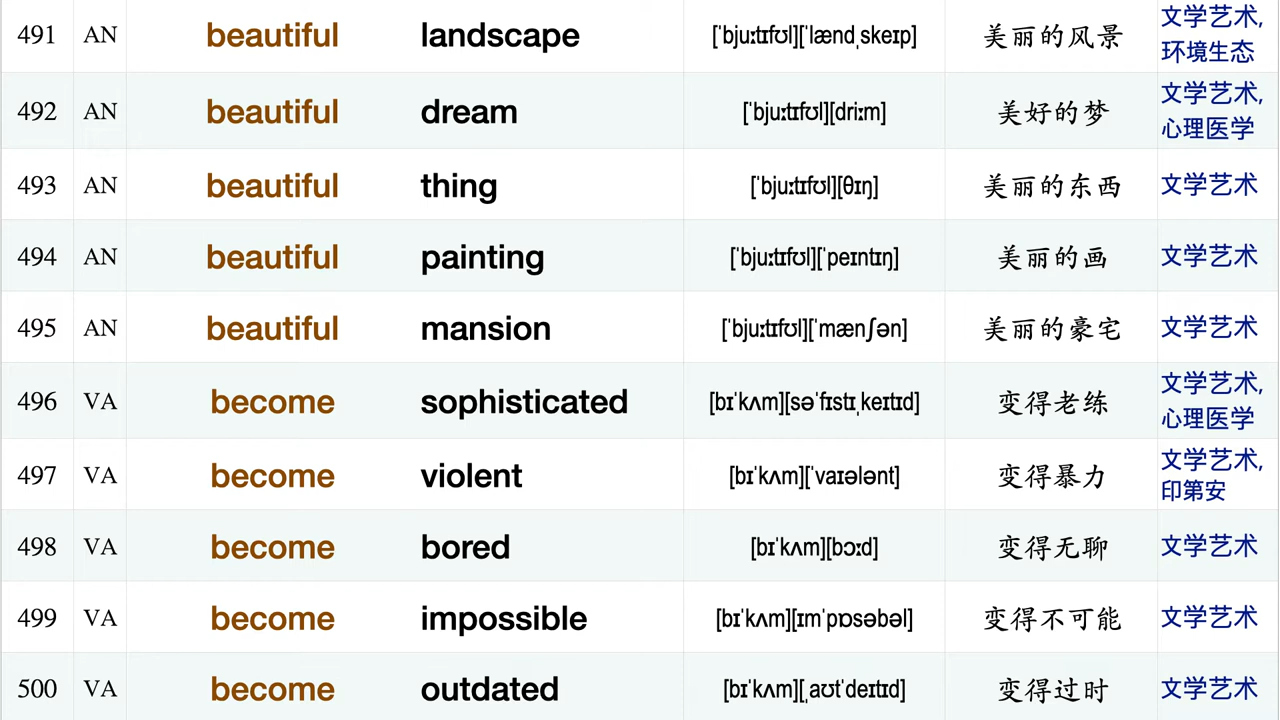 491 AN beautiful landscape [ˈbjuːtɪfʊl][ˈlændˌskeɪp] 美丽的风景 文学艺术,
环境生态
492 AN beautiful dream [ˈbjuːtɪfʊl][driːm] 美好的梦 文学艺术,
心理医学
493 AN beautiful thing [ˈbjuːtɪfʊl][θɪŋ] 美丽的东西 文学艺术
494 AN beautiful painting [ˈbjuːtɪfʊl][ˈpeɪntɪŋ] 美丽的画 文学艺术
495 AN beautiful mansion [ˈbjuːtɪfʊl][ˈmænʃən] 美丽的豪宅 文学艺术
496 VA become sophisticated [bɪˈkʌm][səˈfɪstɪˌkeɪtɪd] 变得老练 文学艺术,
心理医学
497 VA become violent [bɪˈkʌm][ˈvaɪələnt] 变得暴力 文学艺术,
印第安
498 VA become bored [bɪˈkʌm][bɔːd] 变得无聊 文学艺术
499 VA become impossible [bɪˈkʌm][ɪmˈpɒsəbəl] 变得不可能 文学艺术
500 VA become outdated [bɪˈkʌm][ˌaʊtˈdeɪtɪd] 变得过时 文学艺术